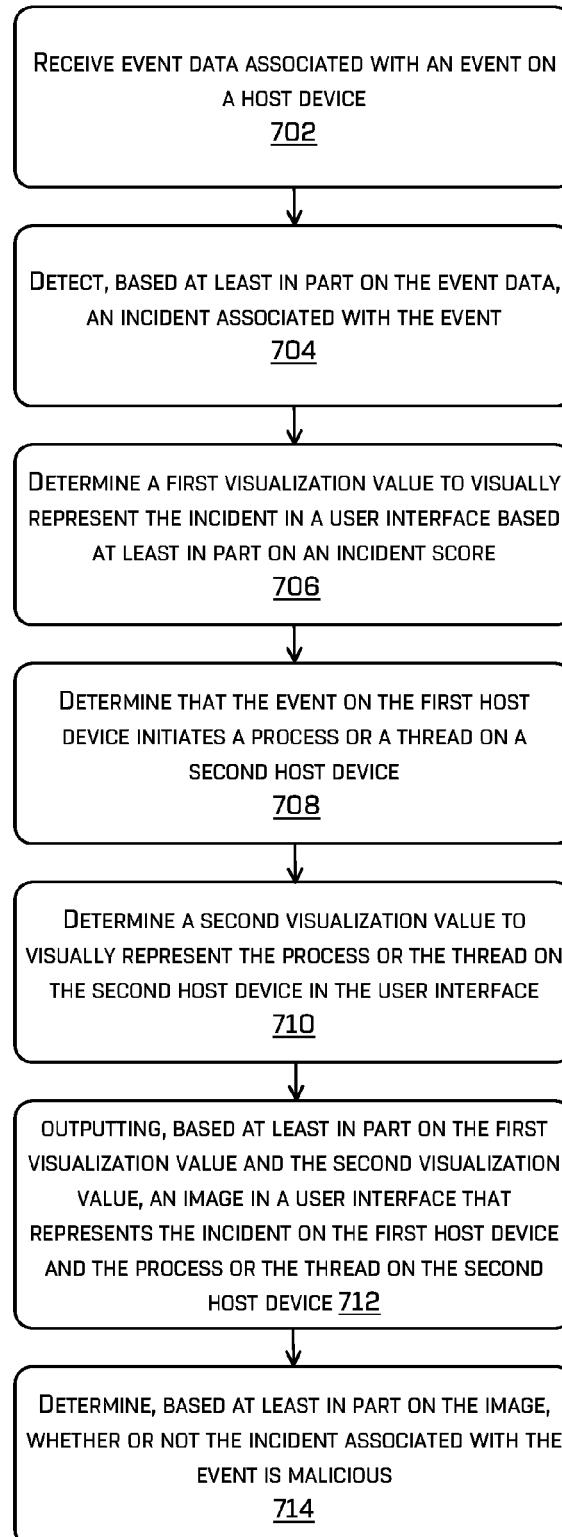 RECEIVE EVENT DATA ASSOCIATED WITH AN EVENT ON
A HOST DEVICE
702
DETECT, BASED AT LEAST IN PART ON THE EVENT DATA,
AN INCIDENT ASSOCIATED WITH THE EVENT
704
DETERMINE A FIRST VISUALIZATION VALUE TO VISUALLY
REPRESENT THE INCIDENT IN A USER INTERFACE BASED
AT LEAST IN PART ON AN INCIDENT SCORE
706
DETERMINE THAT THE EVENT ON THE FIRST HOST
DEVICE INITIATES A PROCESS OR A THREAD ON A
SECOND HOST DEVICE
708
DETERMINE A SECOND VISUALIZATION VALUE TO
VISUALLY REPRESENT THE PROCESS OR THE THREAD ON
THE SECOND HOST DEVICE IN THE USER INTERFACE
710
OUTPUTTING, BASED AT LEAST IN PART ON THE FIRST
VISUALIZATION VALUE AND THE SECOND VISUALIZATION
VALUE, AN IMAGE IN A USER INTERFACE THAT
REPRESENTS THE INCIDENT ON THE FIRST HOST DEVICE
AND THE PROCESS OR THE THREAD ON THE SECOND
HOST DEVICE 712
DETERMINE, BASED AT LEAST IN PART ON THE IMAGE,
WHETHER OR NOT THE INCIDENT ASSOCIATED WITH THE
EVENT IS MALICIOUS
714